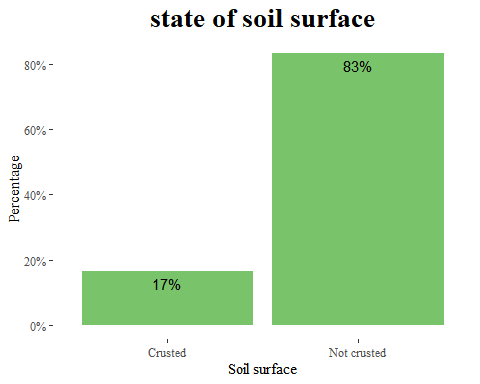 state of soil surface
Percentage
80%
60%
40%
20%
0%
83%
17%
Crusted
Not crusted
Soil surface